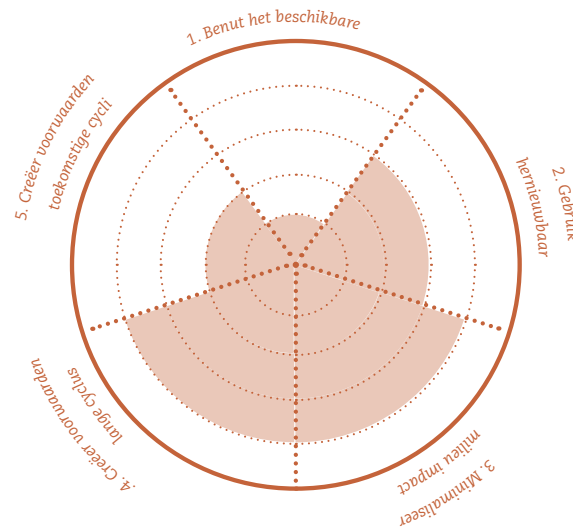 1. Benut het beschikbare
2. Gebruik
hernieuwbaar
3. Minimaliseer
milieu impact
4. Creëer voorwaarden
lange cyclus
5. Creëer voorwaarden
toekomstige cycli